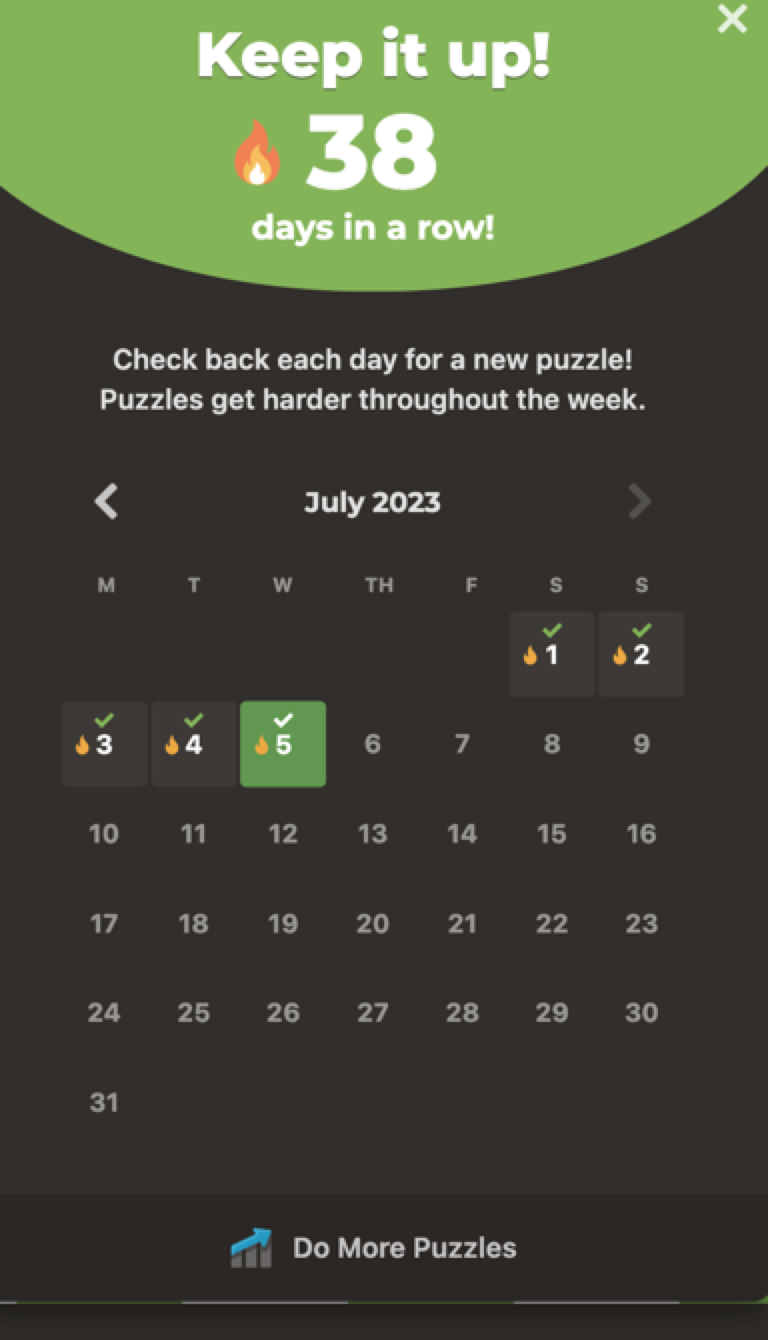 Keep it up!
38
days in a row!
Check back each day for a new puzzle!
Puzzles get harder throughout the week.
July 2023
M T W TH F S S
1 2
3 4 5 6 7 8 9
10 11 12 13 14 15 16
17 18 19 20 21 22 23
24 25 26 27 28 29 30
31
Do More Puzzles